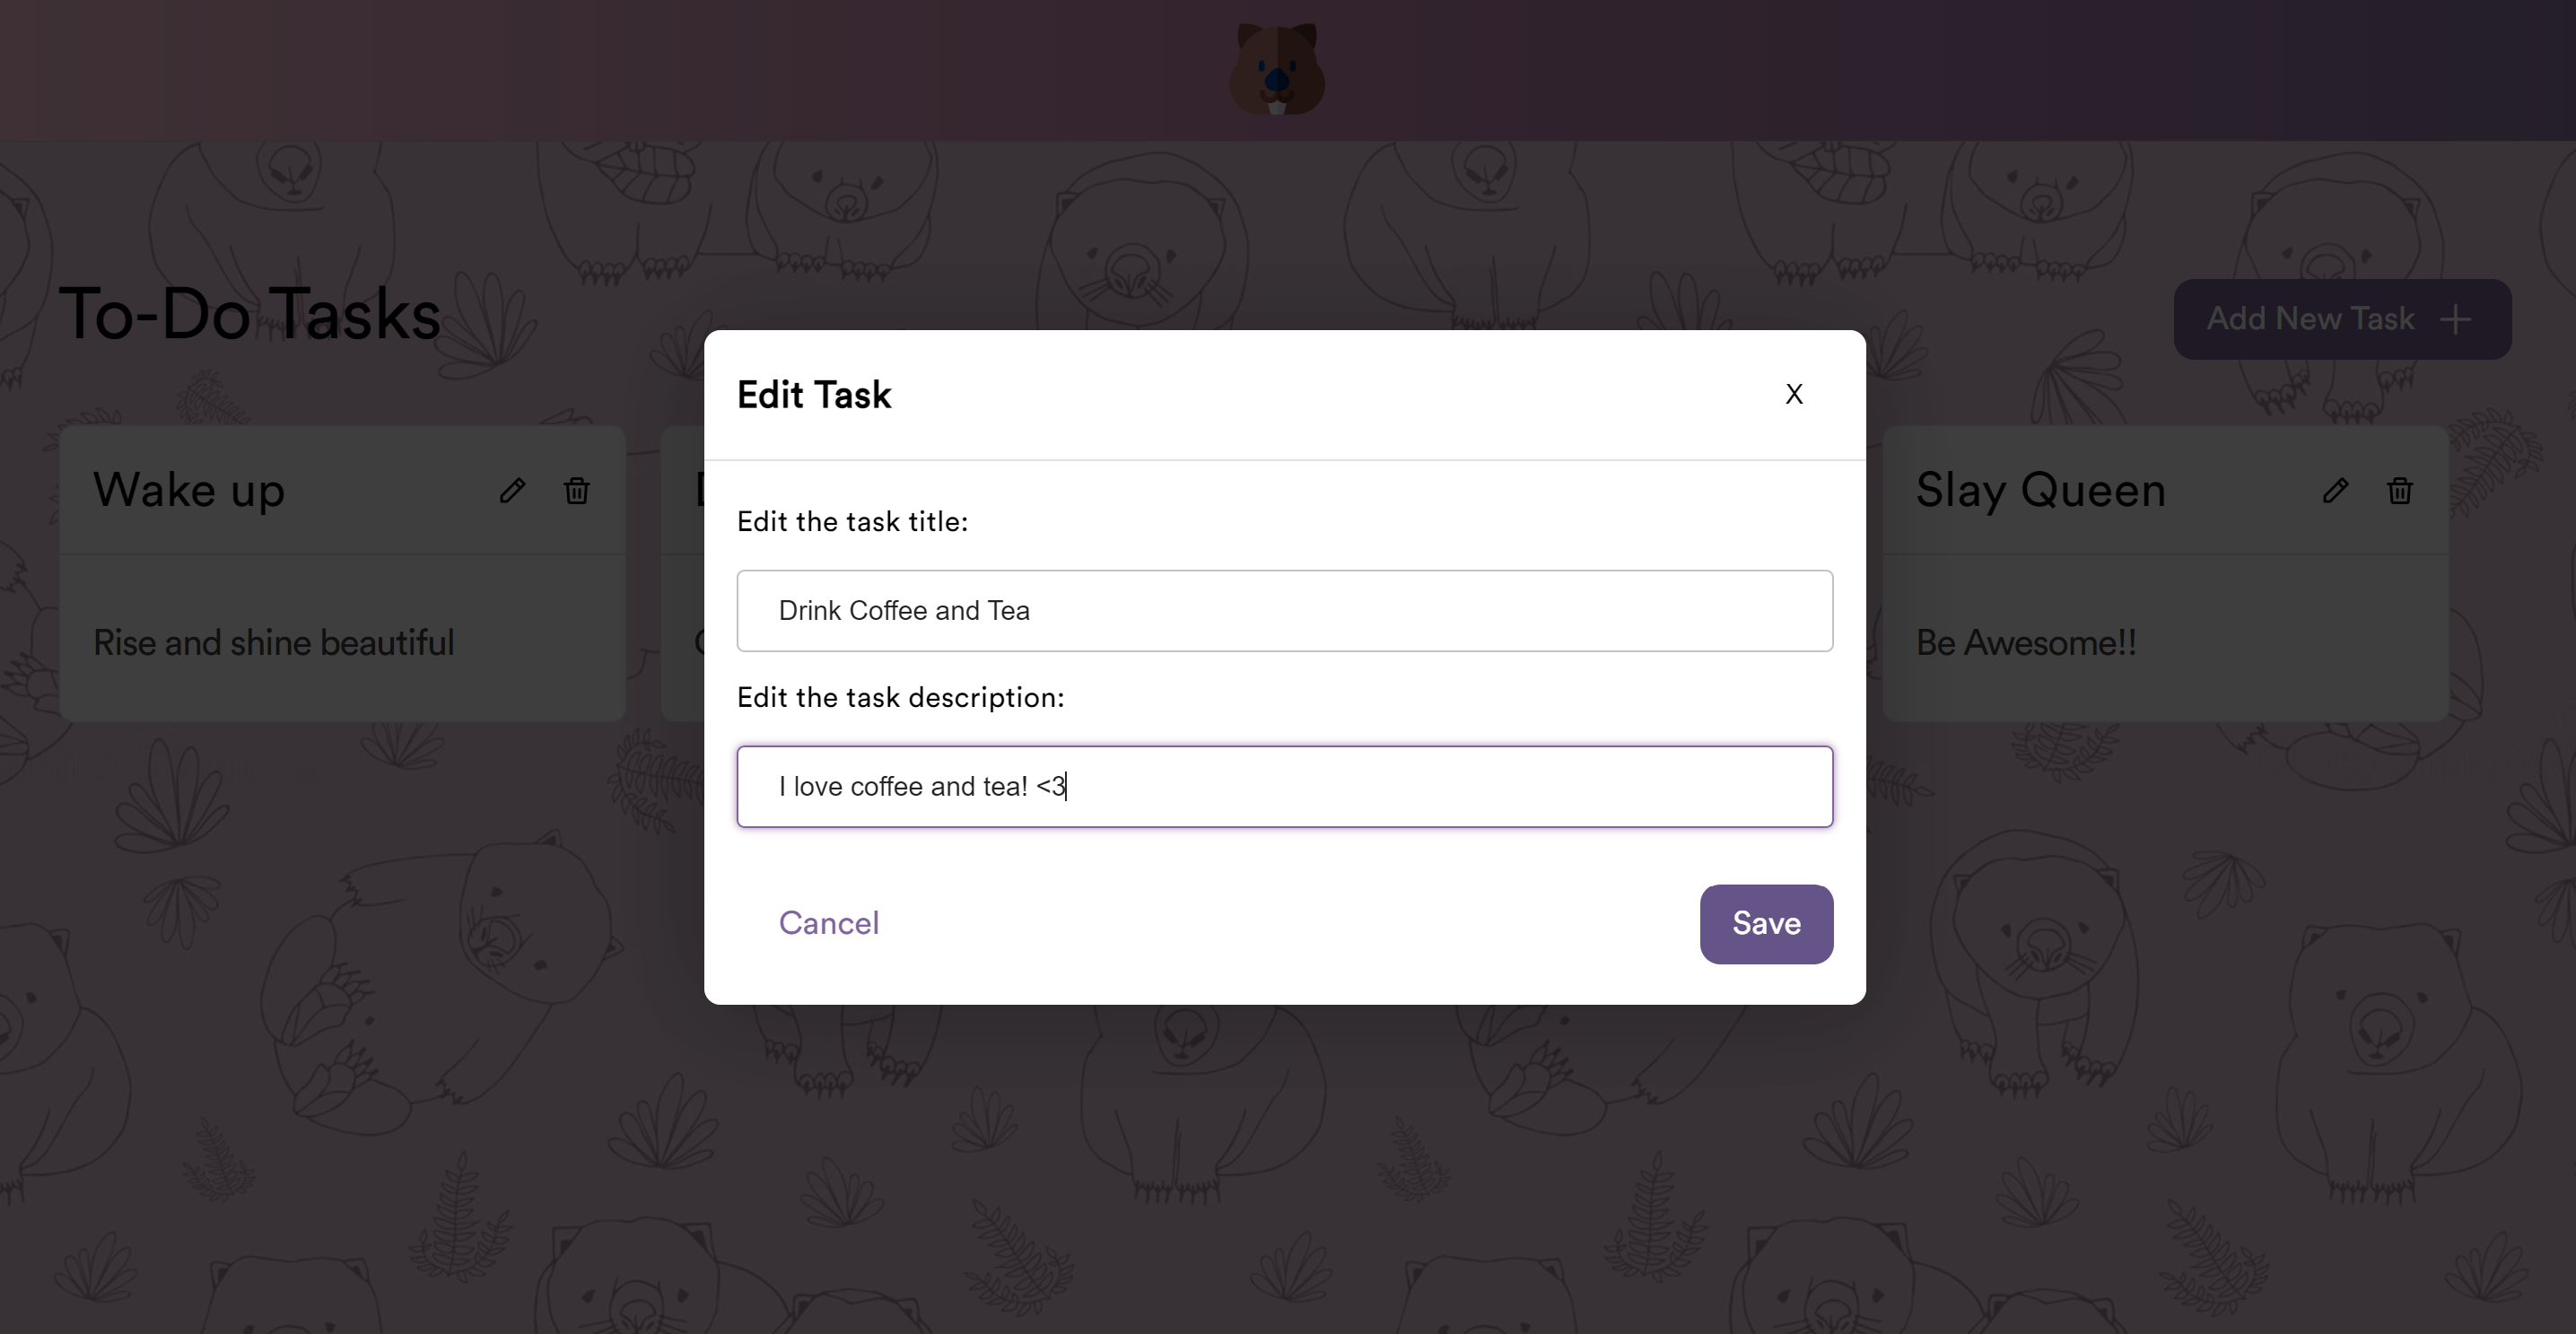 To-Do Tasks
Add New Task
Edit Task
X
Wake up
Slay Queen
Edit the task title:
Drink Coffee and Tea
Rise and shine beautiful
Be Awesome!!
Edit the task description:
I love coffee and tea! <3
Cancel
Save